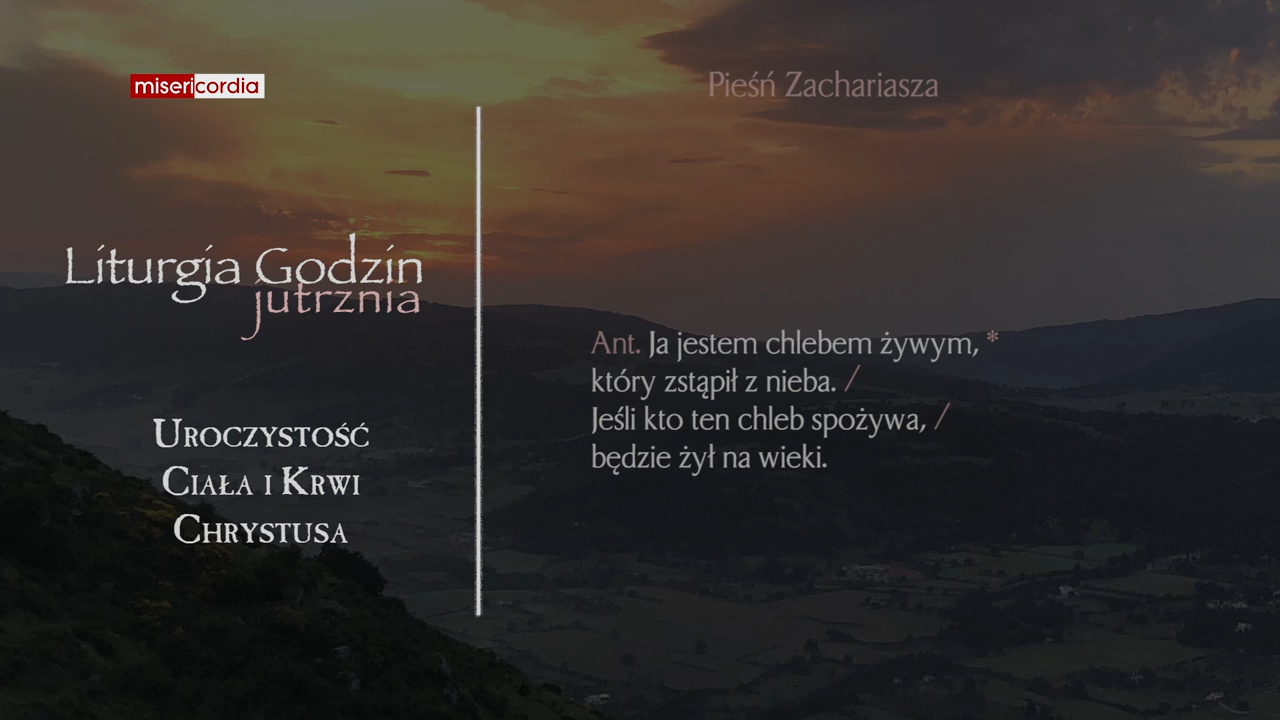 misericordia
Pieśń Zachariasza
Liturgia Godzin
jutrznia
Uroczystość
Ciała i Krwi
Chrystusa
Ant. Ja jestem chlebem żywym, *
który zstąpił z nieba. /
Jeśli kto ten chleb spożywa, /
będzie żył na wieki.